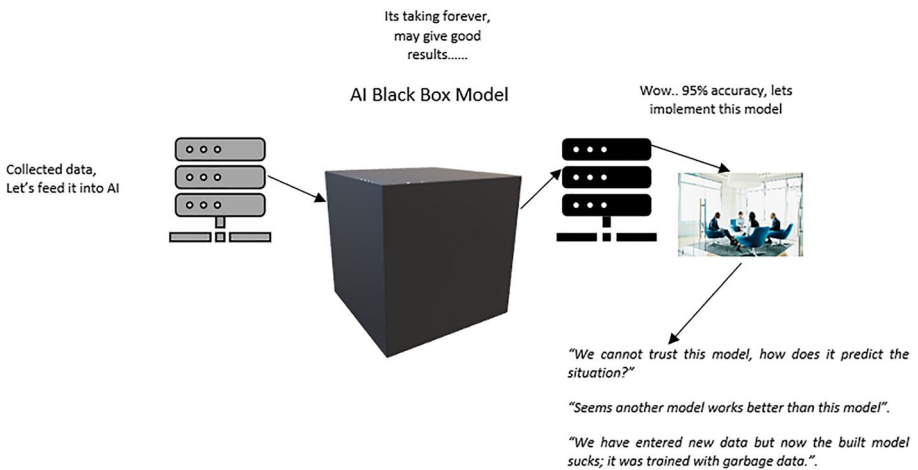 Its taking forever,
may give good
results......
AI Black Box Model
Wow.. 95% accuracy, lets
implement this model
Collected data,
Let's feed it into AI
“We cannot trust this model, how does it predict the
situation?”
“Seems another model works better than this model”.
“We have entered new data but now the built model
sucks; it was trained with garbage data.”.